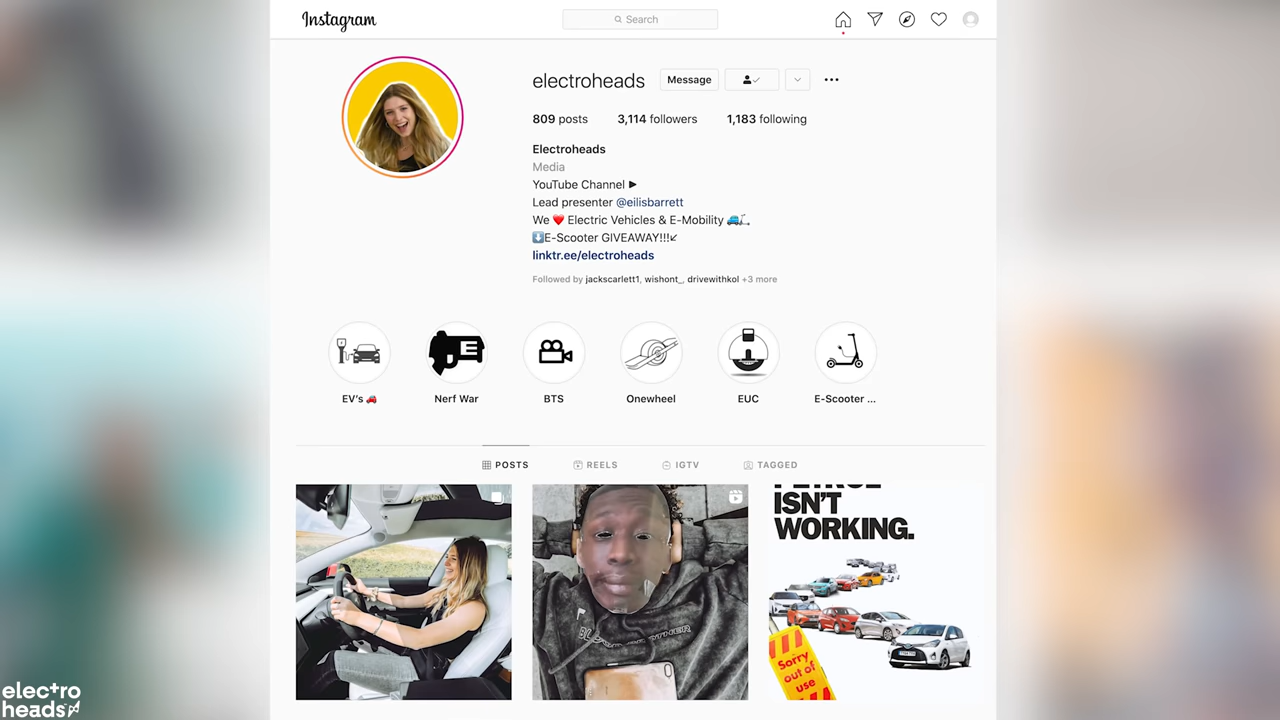 Instagram
Search
electroheads
Message
809 posts 3,114 followers 1,183 following
Electroheads
Media
YouTube Channel ▶
Lead presenter @eilisbarrett
We ❤️ Electric Vehicles & E-Mobility 🚙🛴
⬇️E-Scooter GIVEAWAY!!!↙
linktr.ee/electroheads
Followed by jackscarlett1, wishont_, drivewithkol +3 more
E
EV's 🚗 Nerf War BTS Onewheel EUC E-Scooter ...
POSTS REELS IGTV TAGGED
ISN'T
WORKING.
Sorry
out of
use
electro
heads